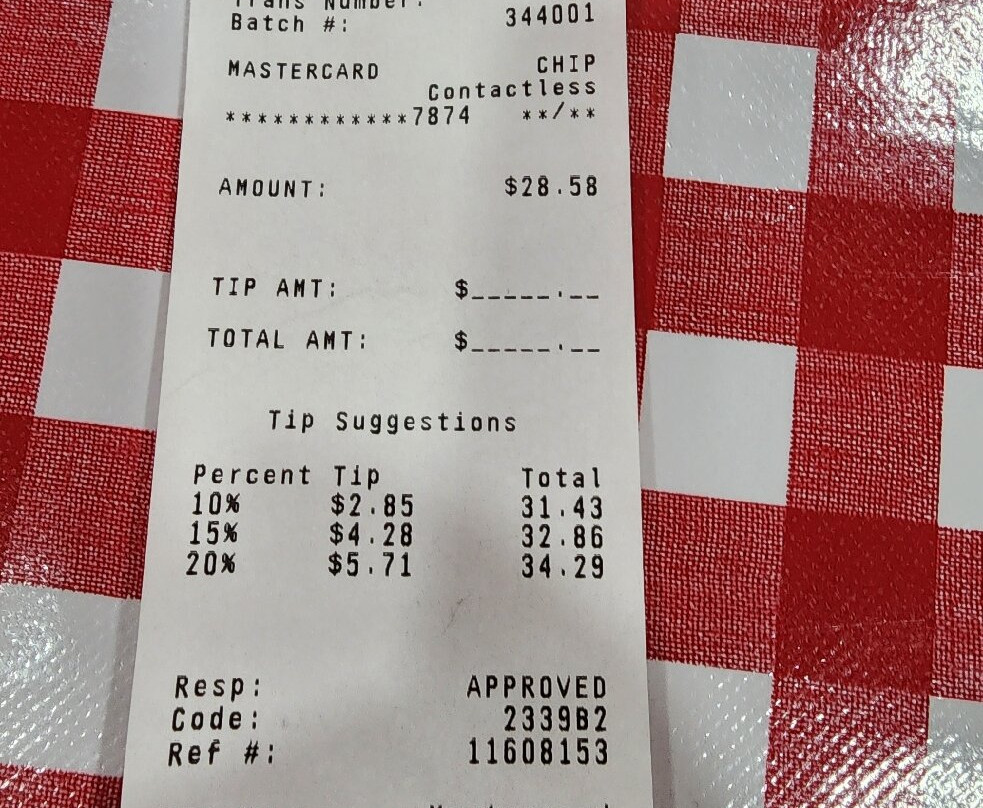 Trans Number:
Batch #: 344001
MASTERCARD CHIP
Contactless
************7874 **/**
AMOUNT: $28.58
TIP AMT: $_____.__
TOTAL AMT: $_____.__
Tip Suggestions
Percent Tip Total
10% $2.85 31.43
15% $4.28 32.86
20% $5.71 34.29
Resp: APPROVED
Code: 2339B2
Ref #: 11608153